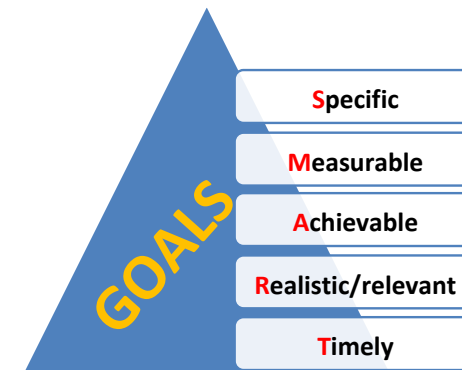 GOALS
Specific
Measurable
Achievable
Realistic/relevant
Timely